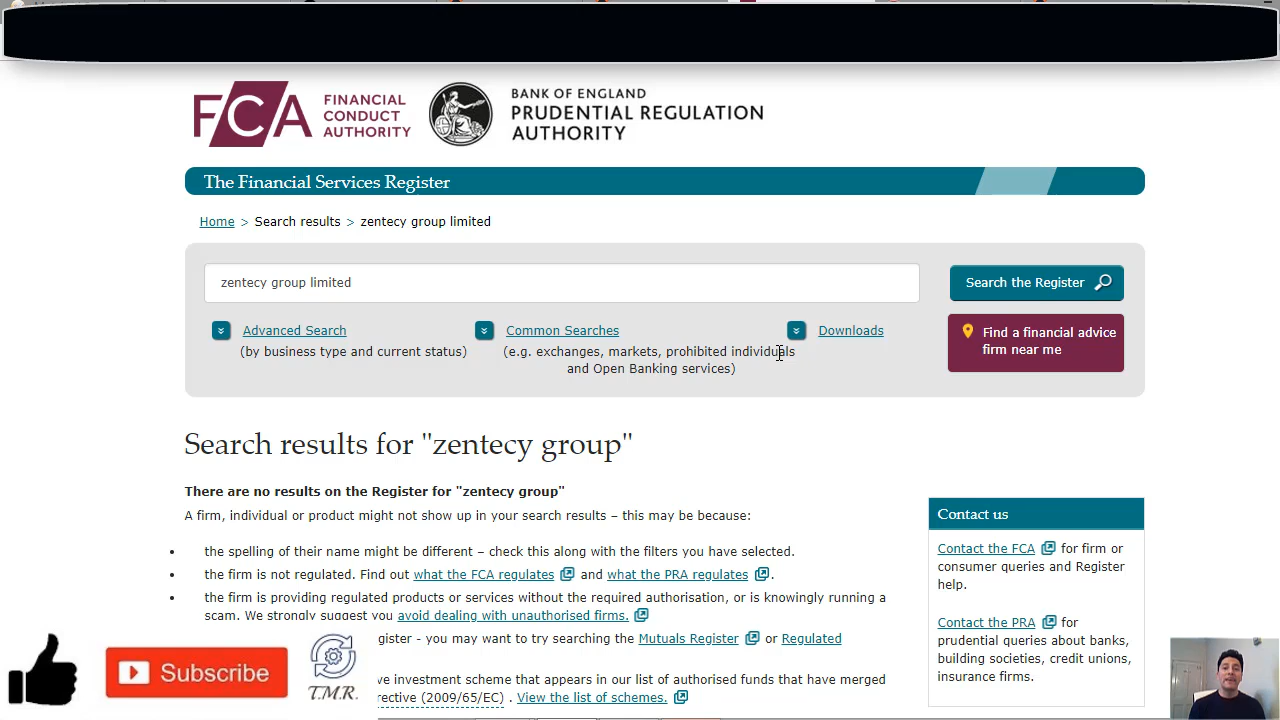 FCA FINANCIAL
CONDUCT
AUTHORITY
BANK OF ENGLAND
PRUDENTIAL REGULATION
AUTHORITY
The Financial Services Register
Home > Search results > zentecy group limited
zentecy group limited
Search the Register
Advanced Search
(by business type and current status)
Common Searches
(e.g. exchanges, markets, prohibited individuals
and Open Banking services)
Downloads
Find a financial advice
firm near me
Search results for "zentecy group"
There are no results on the Register for "zentecy group"
A firm, individual or product might not show up in your search results – this may be because:
• the spelling of their name might be different – check this along with the filters you have selected.
• the firm is not regulated. Find out what the FCA regulates and what the PRA regulates .
• the firm is providing regulated products or services without the required authorisation, or is knowingly running a
scam. We strongly suggest you avoid dealing with unauthorised firms.
gister - you may want to try searching the Mutuals Register or Regulated
ve investment scheme that appears in our list of authorised funds that have merged
rective (2009/65/EC) . View the list of schemes.
Contact us
Contact the FCA for firm or
consumer queries and Register
help.
Contact the PRA for
prudential queries about banks,
building societies, credit unions,
insurance firms.
Subscribe
T.M.R.